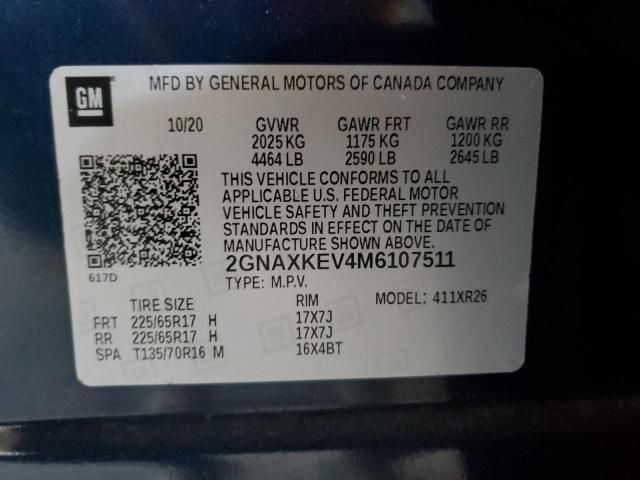 GM
MFD BY GENERAL MOTORS OF CANADA COMPANY
10/20 GVWR GAWR FRT GAWR RR
2025 KG 1175 KG 1200 KG
4464 LB 2590 LB 2645 LB
THIS VEHICLE CONFORMS TO ALL
APPLICABLE U.S. FEDERAL MOTOR
VEHICLE SAFETY AND THEFT PREVENTION
STANDARDS IN EFFECT ON THE DATE OF
MANUFACTURE SHOWN ABOVE.
617D
2GNAXKEV4M6107511
TYPE: M.P.V.
TIRE SIZE RIM MODEL: 411XR26
FRT 225/65R17 H 17X7J
RR 225/65R17 H 17X7J
SPA T135/70R16 M 16X4BT